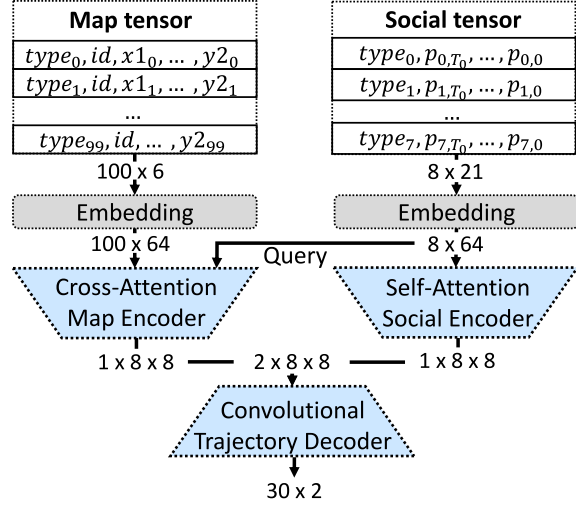 Map tensor
type₀, id, x1₀, … , y2₀
type₁, id, x1₁, … , y2₁
...
type₉₉, id, … , y2₉₉
100 x 6
Embedding
100 x 64
Social tensor
type₀, p₀,T₀, … , p₀,₀
type₁, p₁,T₀, … , p₁,₀
...
type₇, p₇,T₀, … , p₇,₀
8 x 21
Embedding
8 x 64
Query
Cross-Attention
Map Encoder
Self-Attention
Social Encoder
1 x 8 x 8
2 x 8 x 8
1 x 8 x 8
Convolutional
Trajectory Decoder
30 x 2